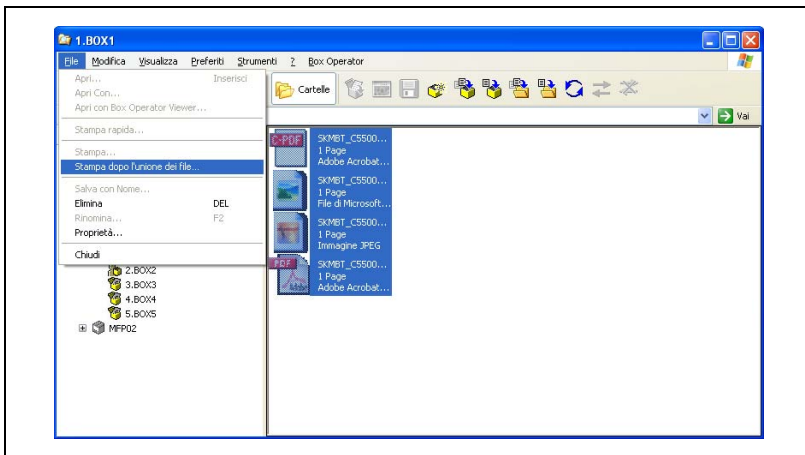 1.BOX1
File Modifica Visualizza Preferiti Strumenti ? Box Operator
Apri... Inserisci
Apri Con...
Apri con Box Operator Viewer...
Stampa rapida...
Stampa...
Stampa dopo l'unione dei file...
Salva con Nome...
Elimina DEL
Rinomina... F2
Proprietà...
Chiudi
Cartelle
Vai
2.BOX2
3.BOX3
4.BOX4
5.BOX5
MFP02
C-PDF
SKMBT_C5500...
1 Page
Adobe Acrobat...
SKMBT_C5500...
1 Page
File di Microsoft...
SKMBT_C5500...
1 Page
Immagine JPEG
PDF
Adobe
SKMBT_C5500...
1 Page
Adobe Acrobat...